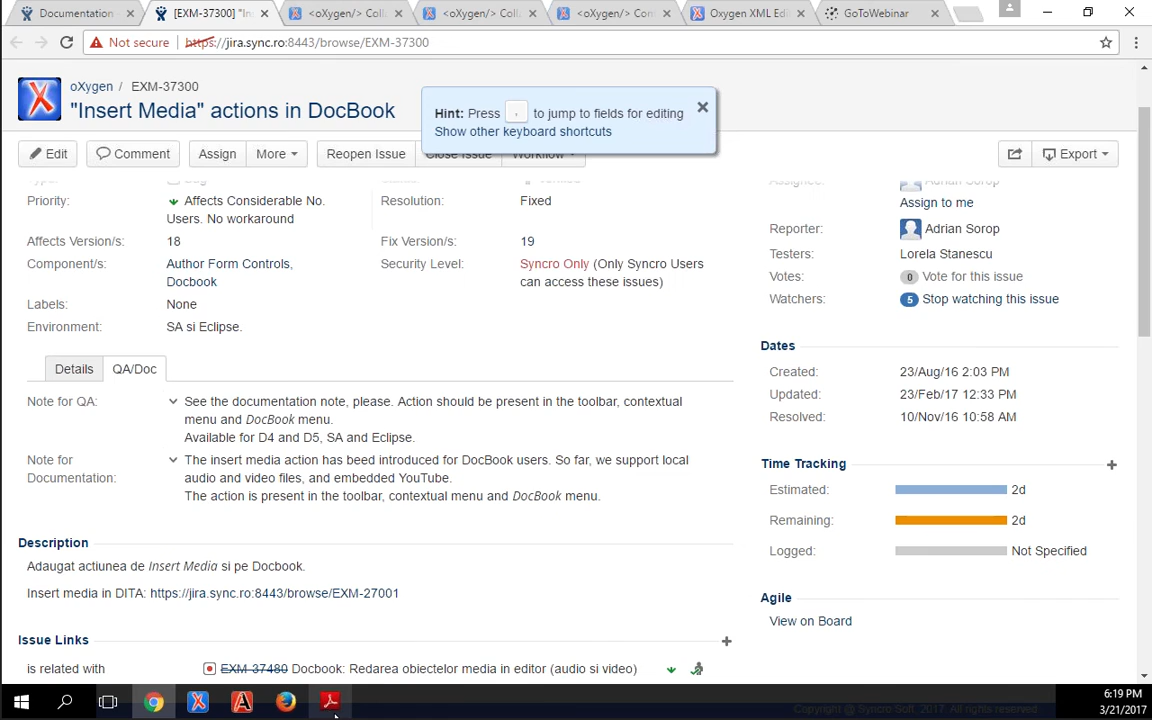 Documentation
[EXM-37300] "In
<oXygen/> Coll
<oXygen/> Coll
<oXygen/> Con
Oxygen XML Edi
GoToWebinar
Not secure
https://jira.sync.ro:8443/browse/EXM-37300
oXygen / EXM-37300
"Insert Media" actions in DocBook
Hint: Press , to jump to fields for editing
Show other keyboard shortcuts
Edit
Comment
Assign
More
Reopen Issue
Close Issue
Workflow
Export
Priority:
Affects Considerable No.
Users. No workaround
Resolution:
Fixed
Affects Version/s:
18
Fix Version/s:
19
Component/s:
Author Form Controls,
Docbook
Security Level:
Syncro Only (Only Syncro Users
can access these issues)
Labels:
None
Environment:
SA si Eclipse.
Details
QA/Doc
Note for QA:
See the documentation note, please. Action should be present in the toolbar, contextual
menu and DocBook menu.
Available for D4 and D5, SA and Eclipse.
Note for
Documentation:
The insert media action has beed introduced for DocBook users. So far, we support local
audio and video files, and embedded YouTube.
The action is present in the toolbar, contextual menu and DocBook menu.
Description
Adaugat actiunea de Insert Media si pe Docbook.
Insert media in DITA: https://jira.sync.ro:8443/browse/EXM-27001
Issue Links
is related with
EXM-37480 Docbook: Redarea obiectelor media in editor (audio si video)
Assignee:
Adrian Sorop
Assign to me
Reporter:
Adrian Sorop
Testers:
Lorela Stanescu
Votes:
0 Vote for this issue
Watchers:
5 Stop watching this issue
Dates
Created:
23/Aug/16 2:03 PM
Updated:
23/Feb/17 12:33 PM
Resolved:
10/Nov/16 10:58 AM
Time Tracking
Estimated:
2d
Remaining:
2d
Logged:
Not Specified
Agile
View on Board
Copyright @ Syncro Soft, 2017. All rights reserved
6:19 PM
3/21/2017